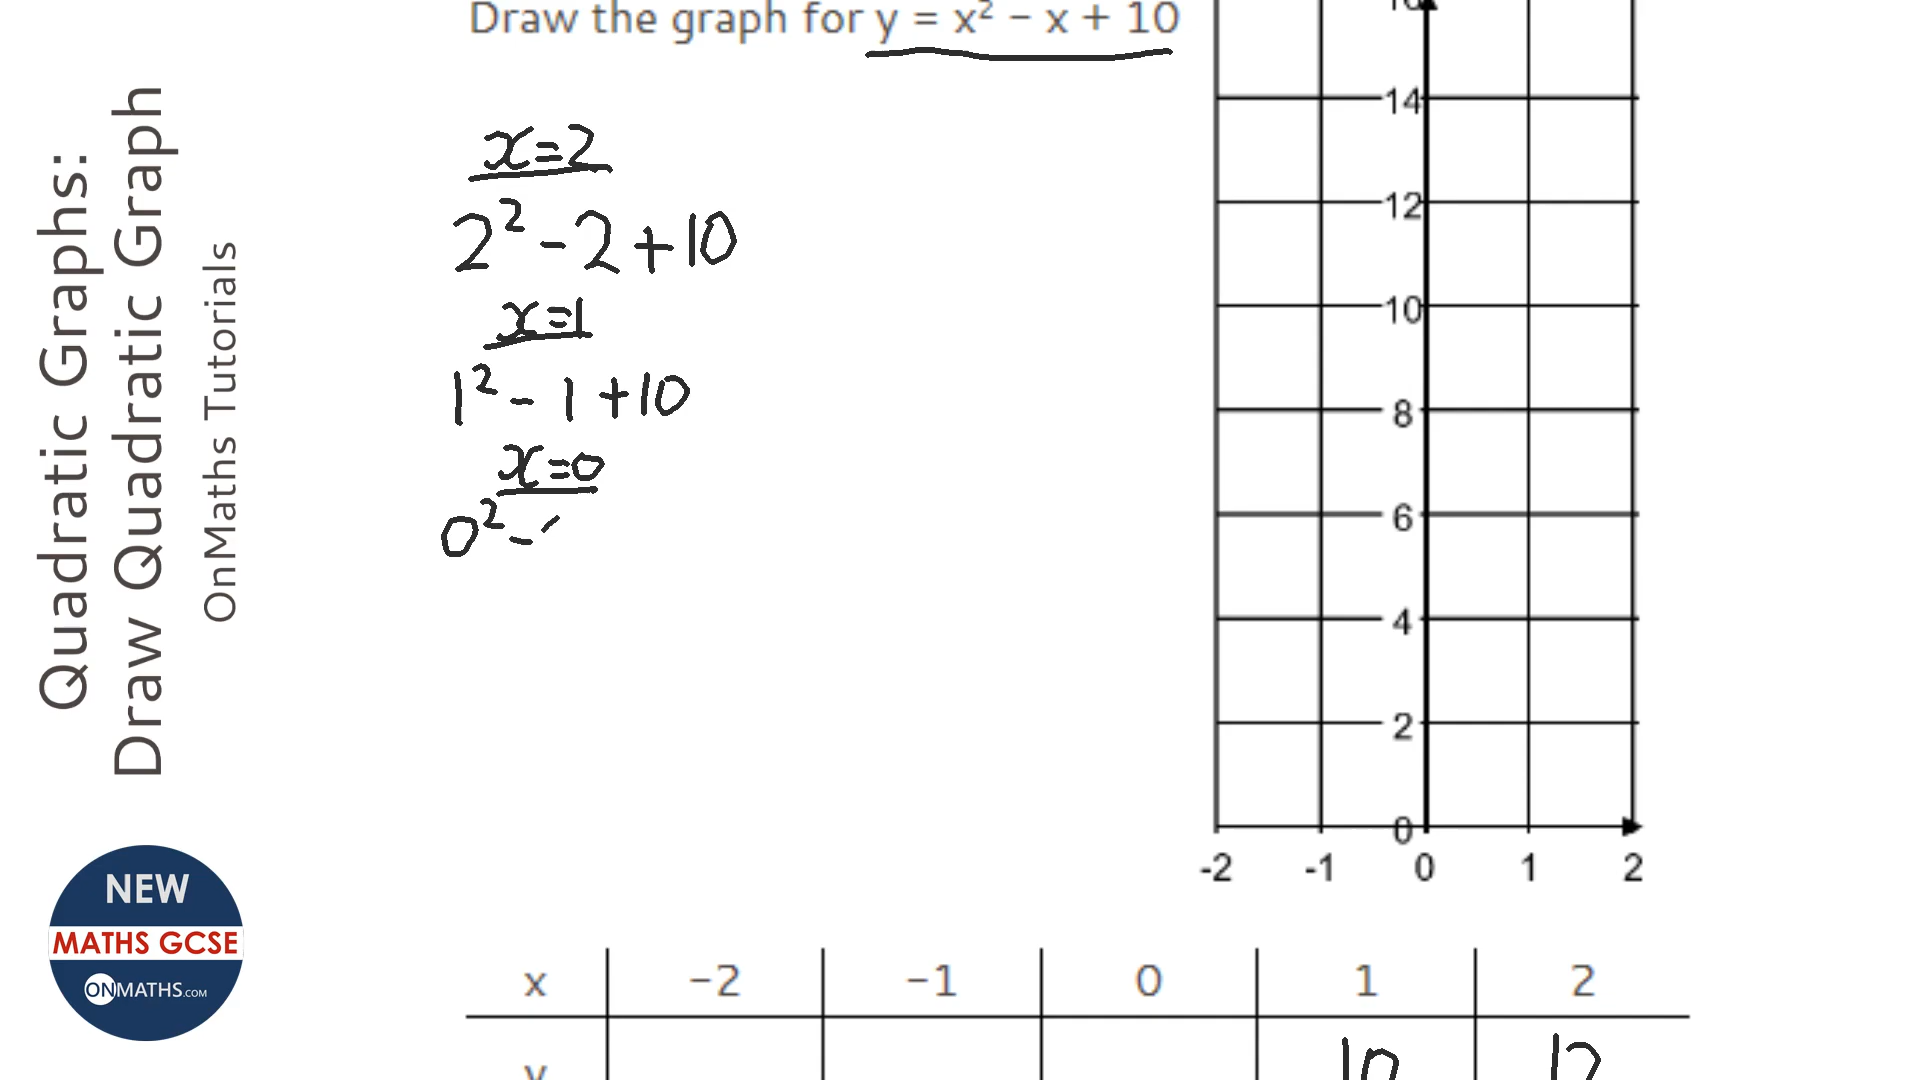 Quadratic Graphs:
Draw Quadratic Graph
OnMaths Tutorials
Draw the graph for y = x² − x + 10
x=2
2² - 2 + 10
x=1
1² - 1 + 10
x=0
0² -
14
12
10
8
6
4
2
0
-2 -1 0 1 2
x −2 −1 0 1 2
y 10 12
NEW
MATHS GCSE
ONMATHS.COM